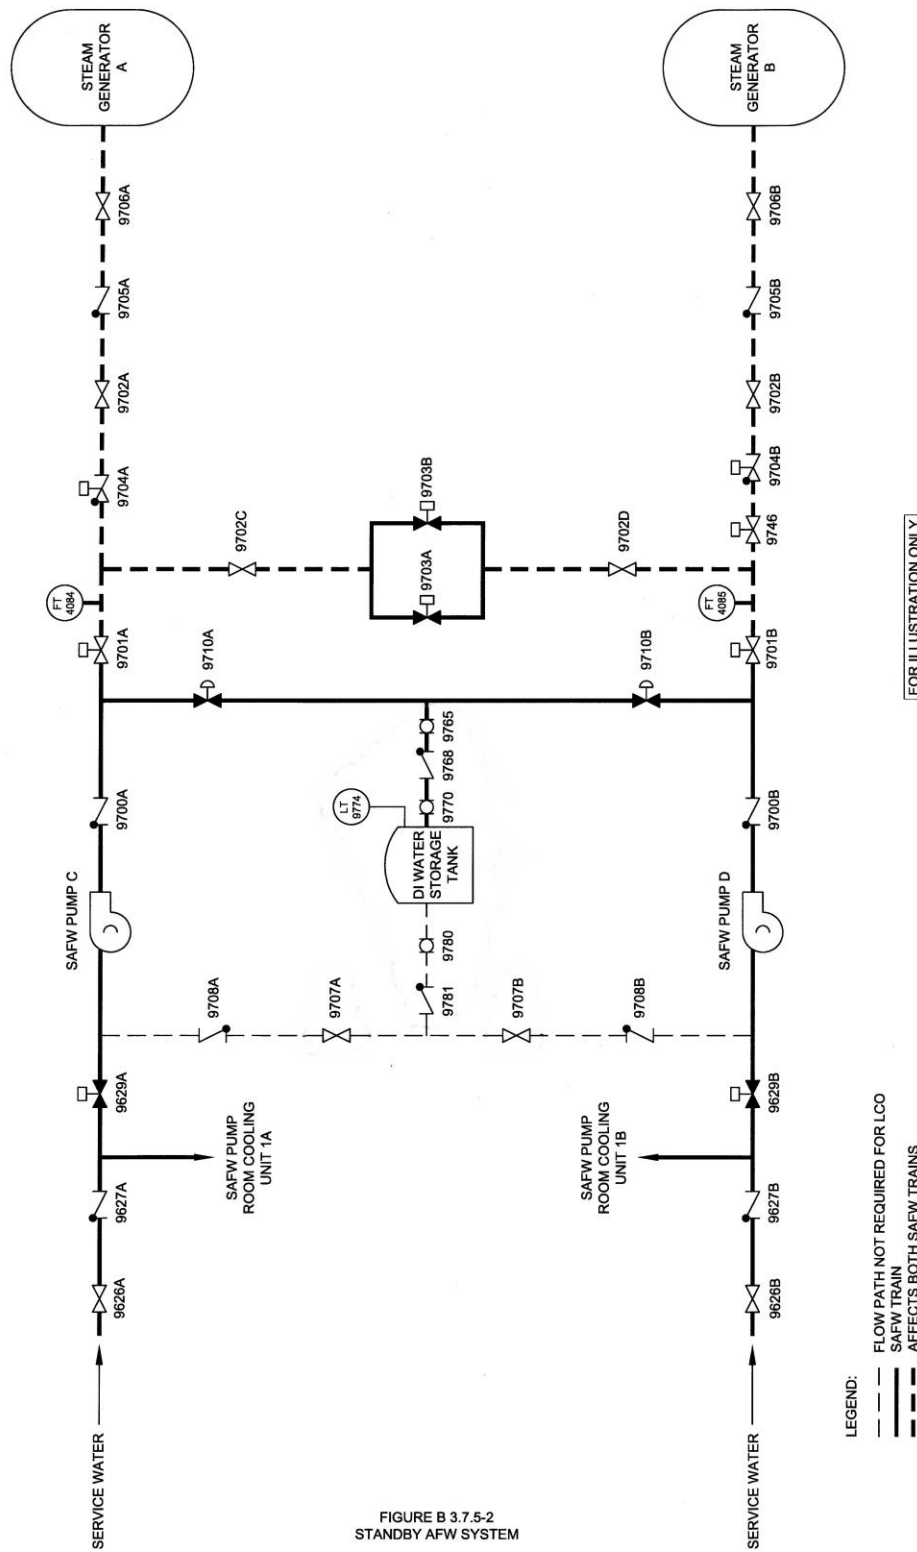 STEAM
GENERATOR
A
9706A
9705A
9702A
9704A
FT
4084
9701A
9702C
9703B
9703A
9702D
9710A
9710B
9765
9768
9770
LT
9774
DI WATER
STORAGE
TANK
9780
9781
9700A
SAFW PUMP C
9708A
9707A
9707B
9708B
9629A
SAFW PUMP
ROOM COOLING
UNIT 1A
9627A
9626A
SERVICE WATER
STEAM
GENERATOR
B
9706B
9705B
9702B
9704B
9746
FT
4085
9701B
9700B
SAFW PUMP D
9629B
SAFW PUMP
ROOM COOLING
UNIT 1B
9627B
9626B
SERVICE WATER
LEGEND:
FLOW PATH NOT REQUIRED FOR LCO
SAFW TRAIN
AFFECTS BOTH SAFW TRAINS
FOR ILLUSTRATION ONLY
FIGURE B 3.7.5-2
STANDBY AFW SYSTEM